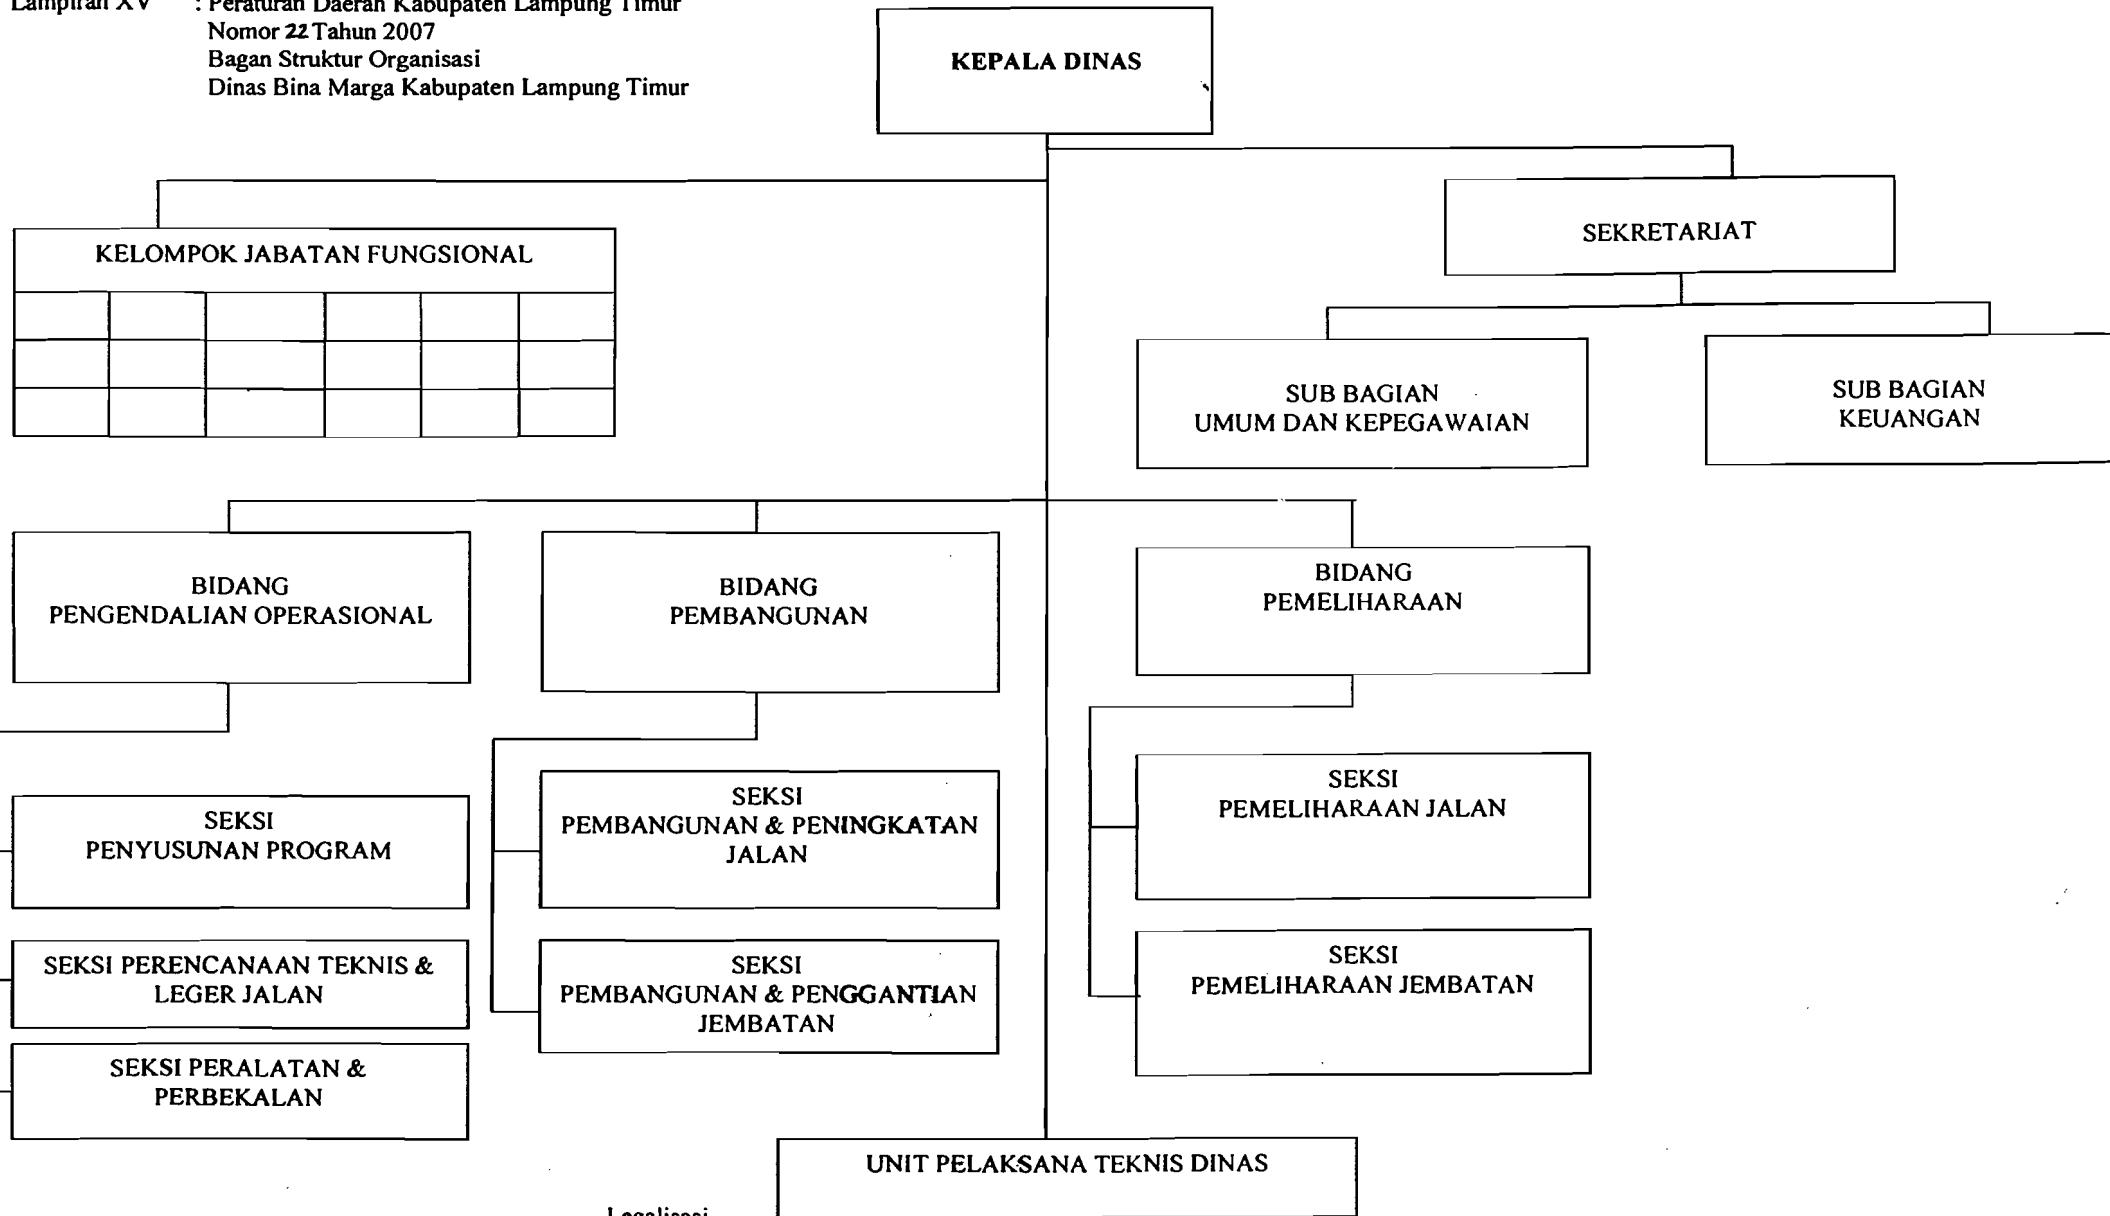 Lampiran XV : Peraturan Daerah Kabupaten Lampung Timur
Nomor 22 Tahun 2007
Bagan Struktur Organisasi
Dinas Bina Marga Kabupaten Lampung Timur
KEPALA DINAS
KELOMPOK JABATAN FUNGSIONAL
SEKRETARIAT
SUB BAGIAN
UMUM DAN KEPEGAWAIAN
SUB BAGIAN
KEUANGAN
BIDANG
PENGENDALIAN OPERASIONAL
BIDANG
PEMBANGUNAN
BIDANG
PEMELIHARAAN
SEKSI
PENYUSUNAN PROGRAM
SEKSI PERENCANAAN TEKNIS &
LEGER JALAN
SEKSI PERALATAN &
PERBEKALAN
SEKSI
PEMBANGUNAN & PENINGKATAN
JALAN
SEKSI
PEMBANGUNAN & PENGGANTIAN
JEMBATAN
SEKSI
PEMELIHARAAN JALAN
SEKSI
PEMELIHARAAN JEMBATAN
UNIT PELAKSANA TEKNIS DINAS
Legalisasi